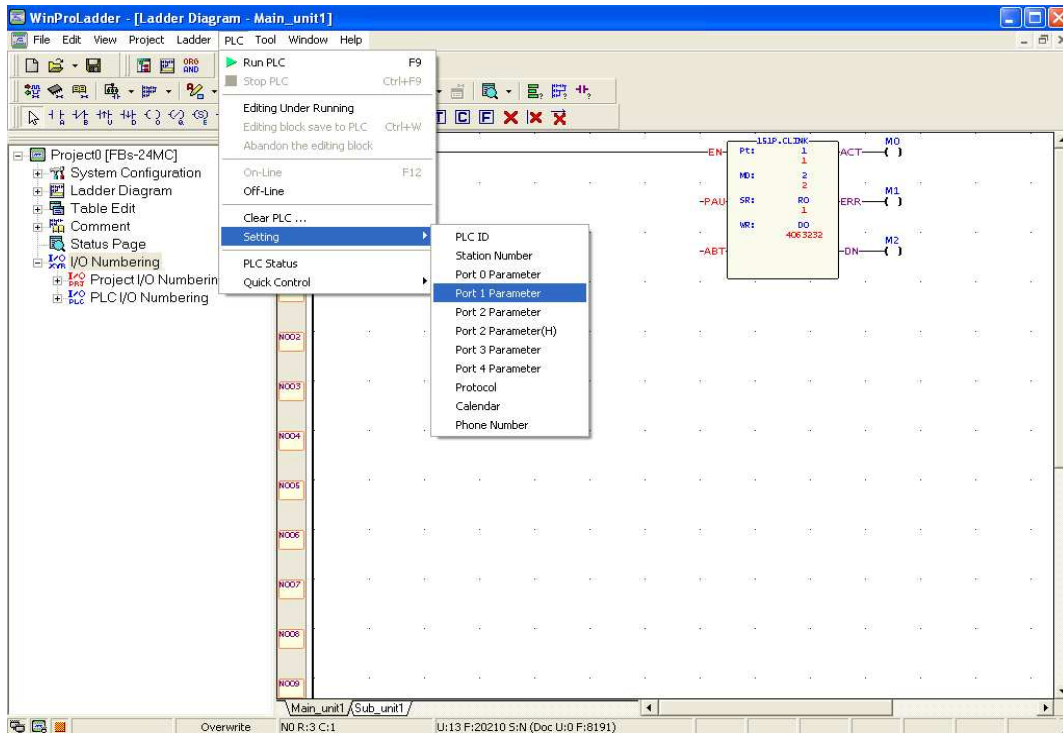 WinProLadder - [Ladder Diagram - Main_unit1]
File Edit View Project Ladder PLC Tool Window Help
ORG
AND
Run PLC F9
Stop PLC Ctrl+F9
Editing Under Running
Editing block save to PLC Ctrl+W
Abandon the editing block
On-Line F12
Off-Line
Clear PLC ...
Setting
PLC Status
Quick Control
PLC ID
Station Number
Port 0 Parameter
Port 1 Parameter
Port 2 Parameter
Port 2 Parameter(H)
Port 3 Parameter
Port 4 Parameter
Protocol
Calendar
Phone Number
Project0 [FBs-24MC]
System Configuration
Ladder Diagram
Table Edit
Comment
Status Page
I/O Numbering
Project I/O Numberin
PLC I/O Numbering
151P.CLINK
EN Pt: 1 ACT M0
1
MD: 2
2
PAU SR: R0 ERR M1
1
WR: D0
4063232
ABT DN M2
N002
N003
N004
N005
N006
N007
N008
N009
Main_unit1 Sub_unit1
Overwrite N0 R:3 C:1 U:13 F:20210 S:N (Doc U:0 F:8191)